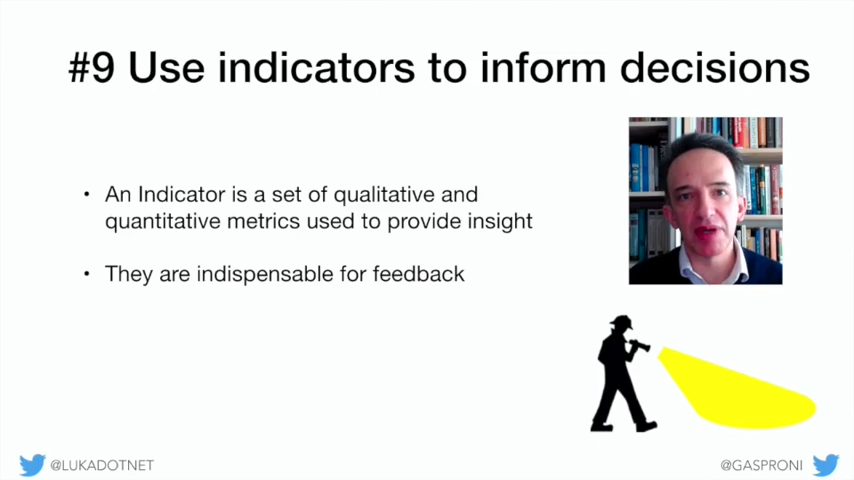 #9 Use indicators to inform decisions
• An Indicator is a set of qualitative and
quantitative metrics used to provide insight
• They are indispensable for feedback
@LUKADOTNET
@GASPRONI